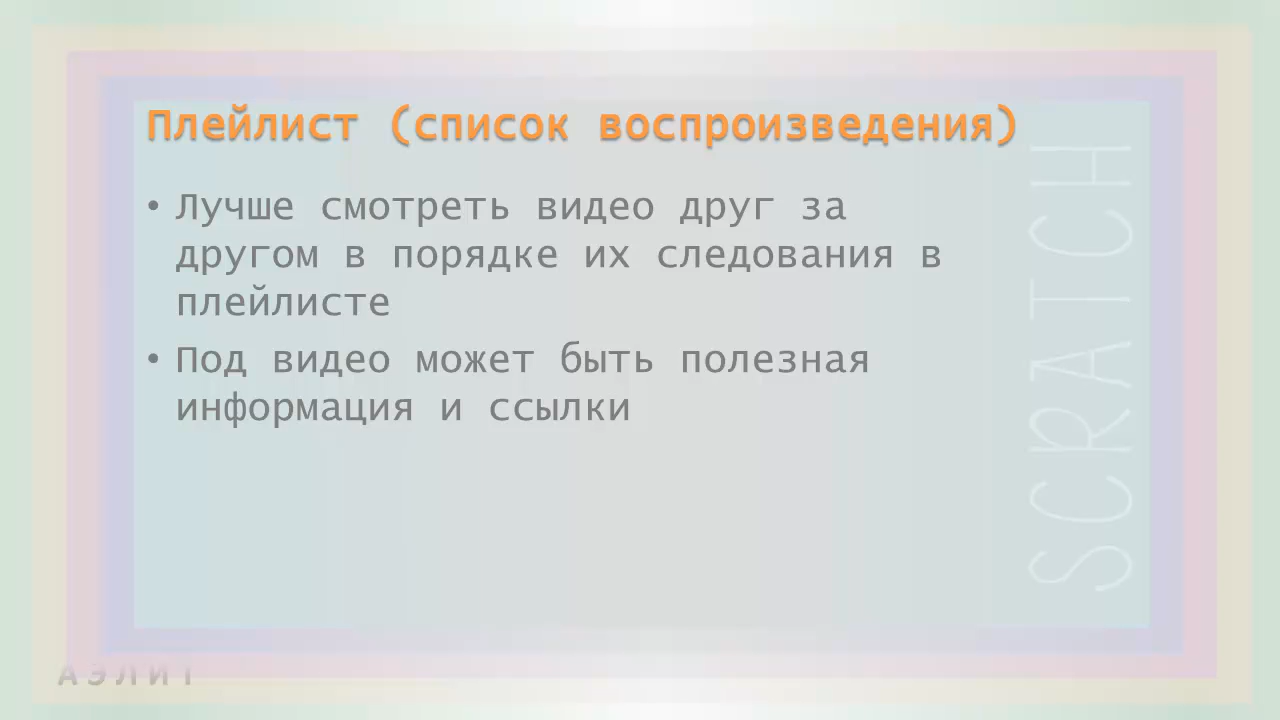 Плейлист (список воспроизведения)
• Лучше смотреть видео друг за
другом в порядке их следования в
плейлисте
• Под видео может быть полезная
информация и ссылки
SCRATCH
АЭЛИТ